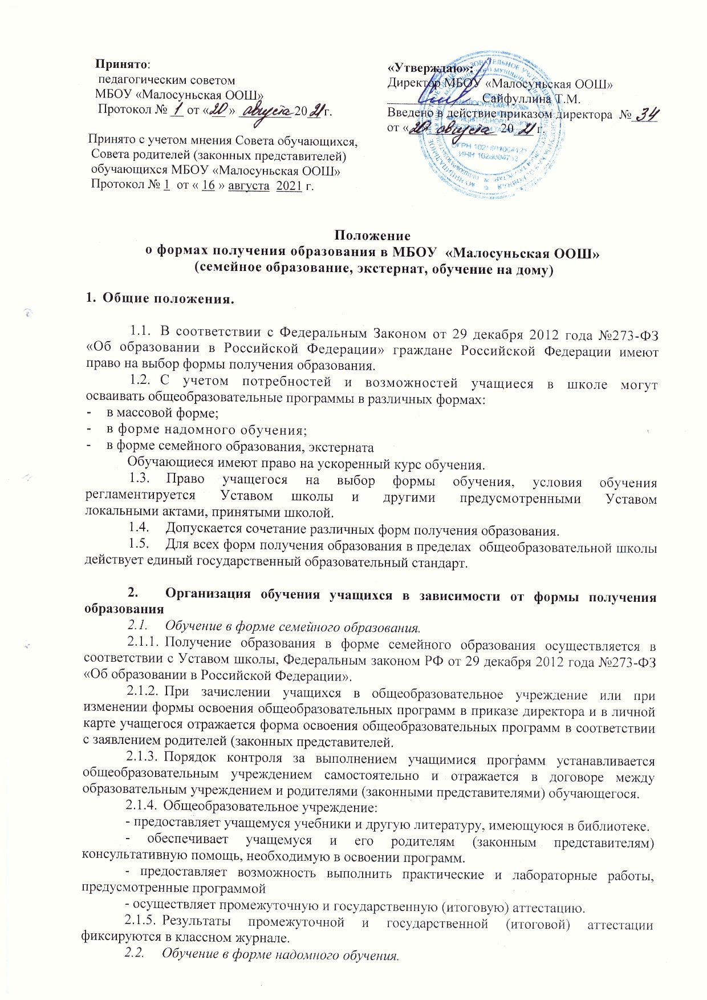 Принято:
педагогическим советом
МБОУ «Малосуньская ООШ»
Протокол № 1 от «20 » августа 20 21 г.
Принято с учетом мнения Совета обучающихся,
Совета родителей (законных представителей)
обучающихся МБОУ «Малосуньская ООШ»
Протокол № 1 от « 16 » августа 2021 г.
«Утверждаю»:
Директор МБОУ «Малосуньская ООШ»
Сайфуллина Т.М.
Введено в действие приказом директора № 34
от «20» августа 20 21 г.
Положение
о формах получения образования в МБОУ «Малосуньская ООШ»
(семейное образование, экстернат, обучение на дому)
1. Общие положения.
1.1. В соответствии с Федеральным Законом от 29 декабря 2012 года №273-ФЗ
«Об образовании в Российской Федерации» граждане Российской Федерации имеют
право на выбор формы получения образования.
1.2. С учетом потребностей и возможностей учащиеся в школе могут
осваивать общеобразовательные программы в различных формах:
- в массовой форме;
- в форме надомного обучения;
- в форме семейного образования, экстерната
Обучающиеся имеют право на ускоренный курс обучения.
1.3. Право учащегося на выбор формы обучения, условия обучения
регламентируется Уставом школы и другими предусмотренными Уставом
локальными актами, принятыми школой.
1.4. Допускается сочетание различных форм получения образования.
1.5. Для всех форм получения образования в пределах общеобразовательной школы
действует единый государственный образовательный стандарт.
2. Организация обучения учащихся в зависимости от формы получения
образования
2.1. Обучение в форме семейного образования.
2.1.1. Получение образования в форме семейного образования осуществляется в
соответствии с Уставом школы, Федеральным законом РФ от 29 декабря 2012 года №273-ФЗ
«Об образовании в Российской Федерации».
2.1.2. При зачислении учащихся в общеобразовательное учреждение или при
изменении формы освоения общеобразовательных программ в приказе директора и в личной
карте учащегося отражается форма освоения общеобразовательных программ в соответствии
с заявлением родителей (законных представителей.
2.1.3. Порядок контроля за выполнением учащимися программ устанавливается
общеобразовательным учреждением самостоятельно и отражается в договоре между
образовательным учреждением и родителями (законными представителями) обучающегося.
2.1.4. Общеобразовательное учреждение:
- предоставляет учащемуся учебники и другую литературу, имеющуюся в библиотеке.
- обеспечивает учащемуся и его родителям (законным представителям)
консультативную помощь, необходимую в освоении программ.
- предоставляет возможность выполнить практические и лабораторные работы,
предусмотренные программой
- осуществляет промежуточную и государственную (итоговую) аттестацию.
2.1.5. Результаты промежуточной и государственной (итоговой) аттестации
фиксируются в классном журнале.
2.2. Обучение в форме надомного обучения.